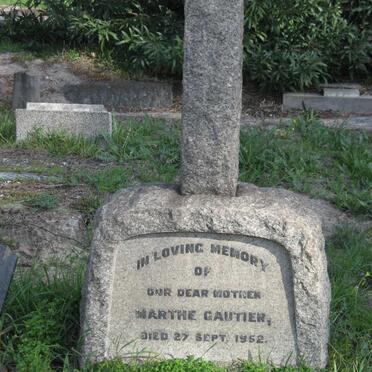 IN LOVING MEMORY
OF
OUR DEAR MOTHER
MARTHE GAUTIER,
DIED 27 SEPT. 1952.